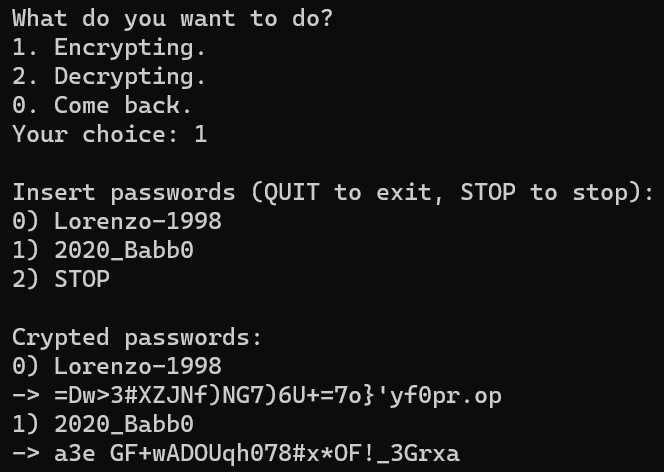 What do you want to do?
1. Encrypting.
2. Decrypting.
0. Come back.
Your choice: 1
Insert passwords (QUIT to exit, STOP to stop):
0) Lorenzo-1998
1) 2020_Babb0
2) STOP
Crypted passwords:
0) Lorenzo-1998
-> =Dw>3#XZJNf)NG7)6U+=7o}'yf0pr.op
1) 2020_Babb0
-> a3e GF+wADOUqh078#x*OF!_3Grxa